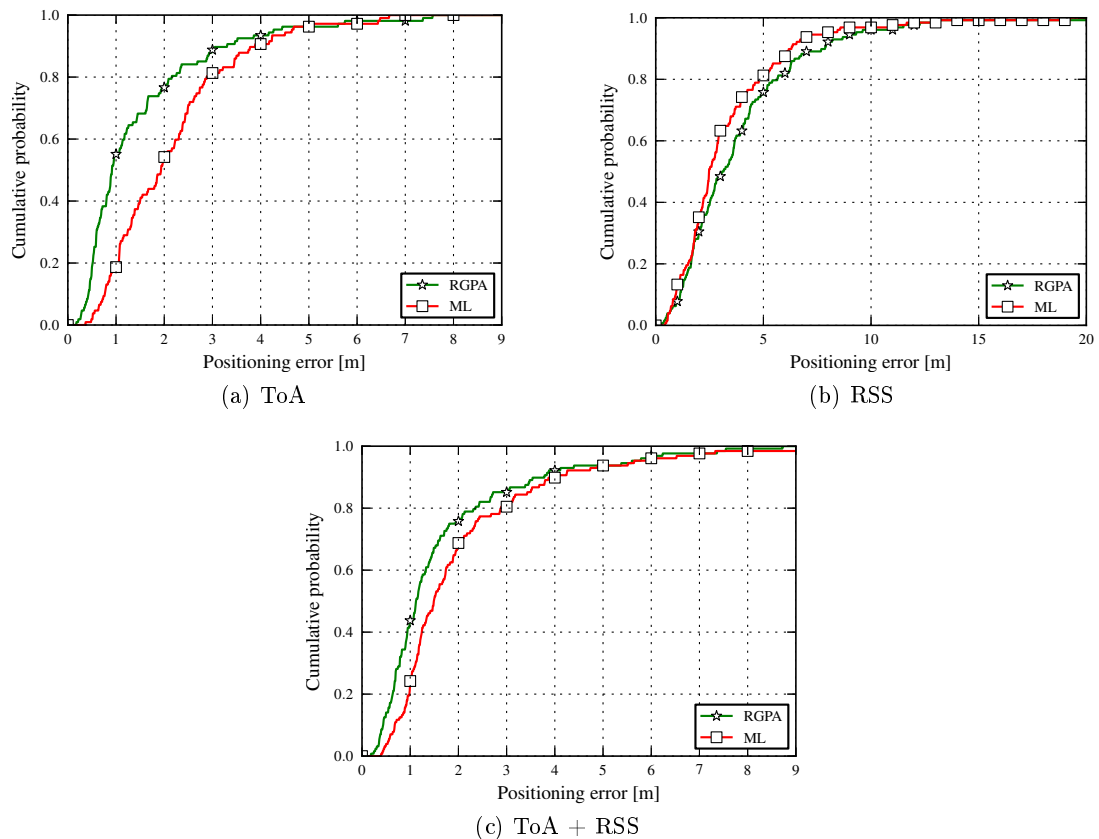 1.0
0.8
0.6
0.4
0.2
0.0
Cumulative probability
0 1 2 3 4 5 6 7 8 9
Positioning error [m]
RGPA
ML
(a) ToA
1.0
0.8
0.6
0.4
0.2
0.0
Cumulative probability
0 5 10 15 20
Positioning error [m]
RGPA
ML
(b) RSS
1.0
0.8
0.6
0.4
0.2
0.0
Cumulative probability
0 1 2 3 4 5 6 7 8 9
Positioning error [m]
RGPA
ML
(c) ToA + RSS